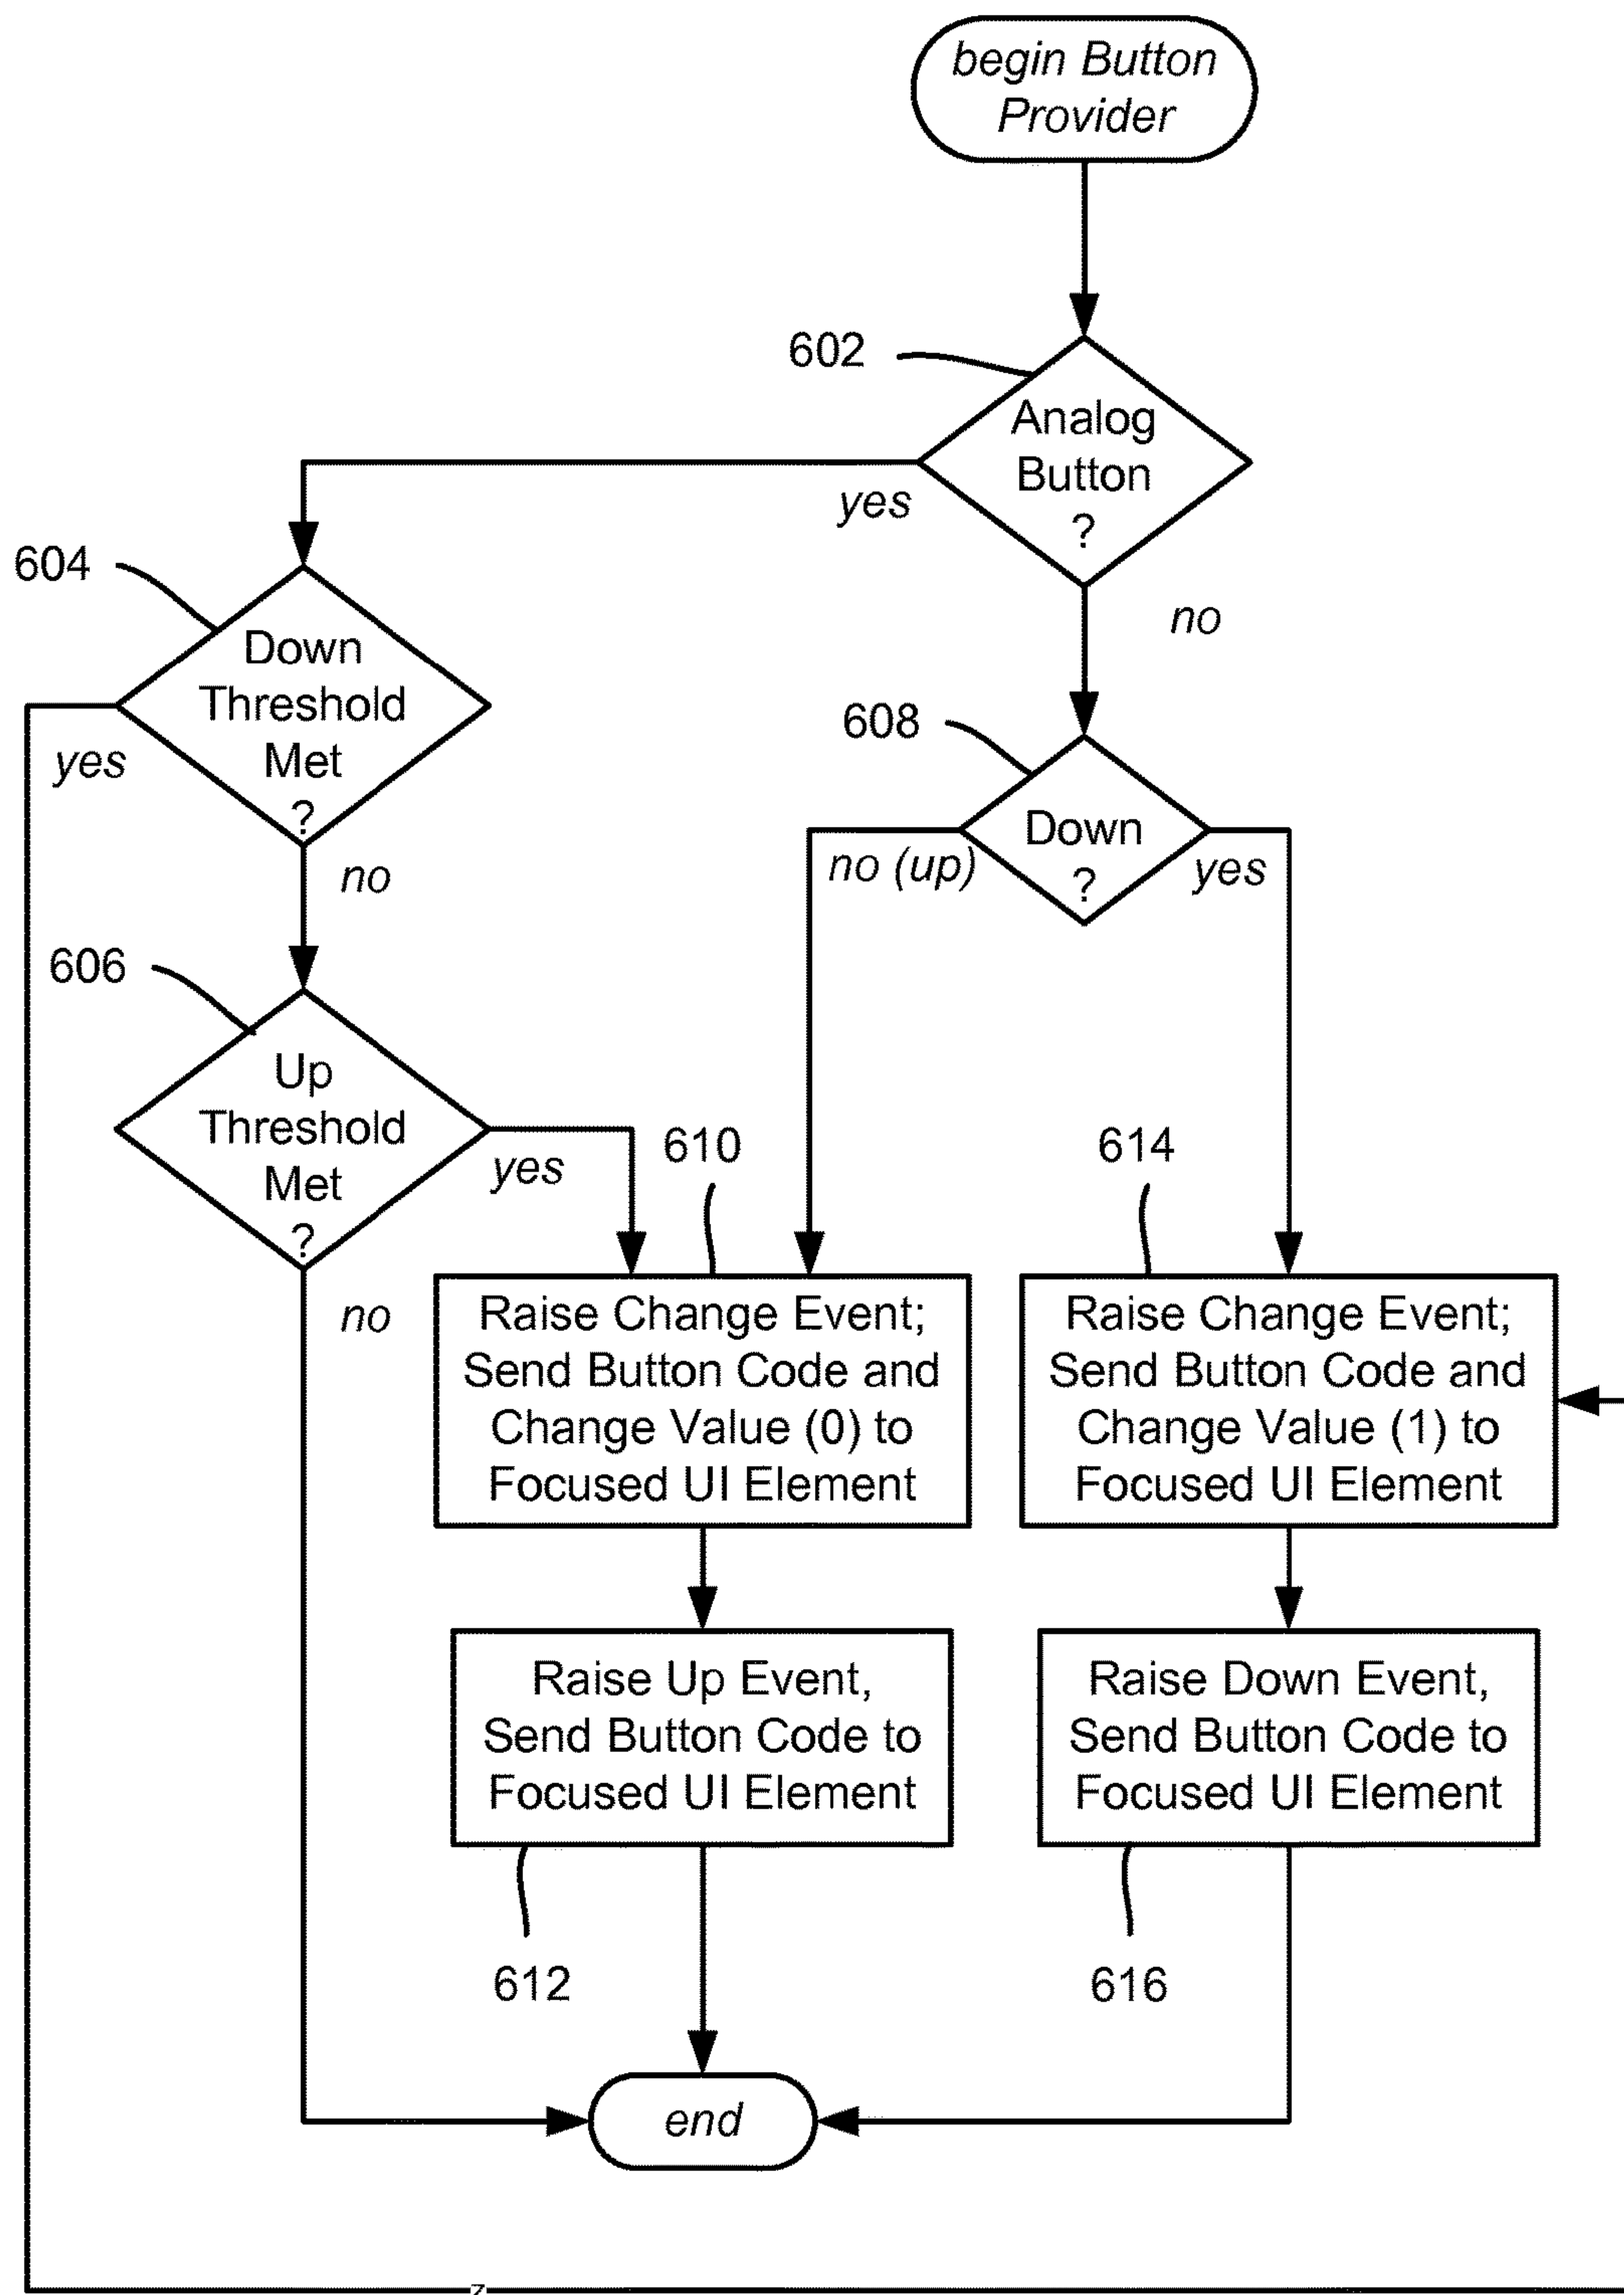 begin Button
Provider
602
Analog
Button
?
yes
no
604
Down
Threshold
Met
?
yes
no
608
Down
?
no (up)
yes
606
Up
Threshold
Met
?
yes
no
610
Raise Change Event;
Send Button Code and
Change Value (0) to
Focused UI Element
614
Raise Change Event;
Send Button Code and
Change Value (1) to
Focused UI Element
Raise Up Event,
Send Button Code to
Focused UI Element
612
Raise Down Event,
Send Button Code to
Focused UI Element
616
end